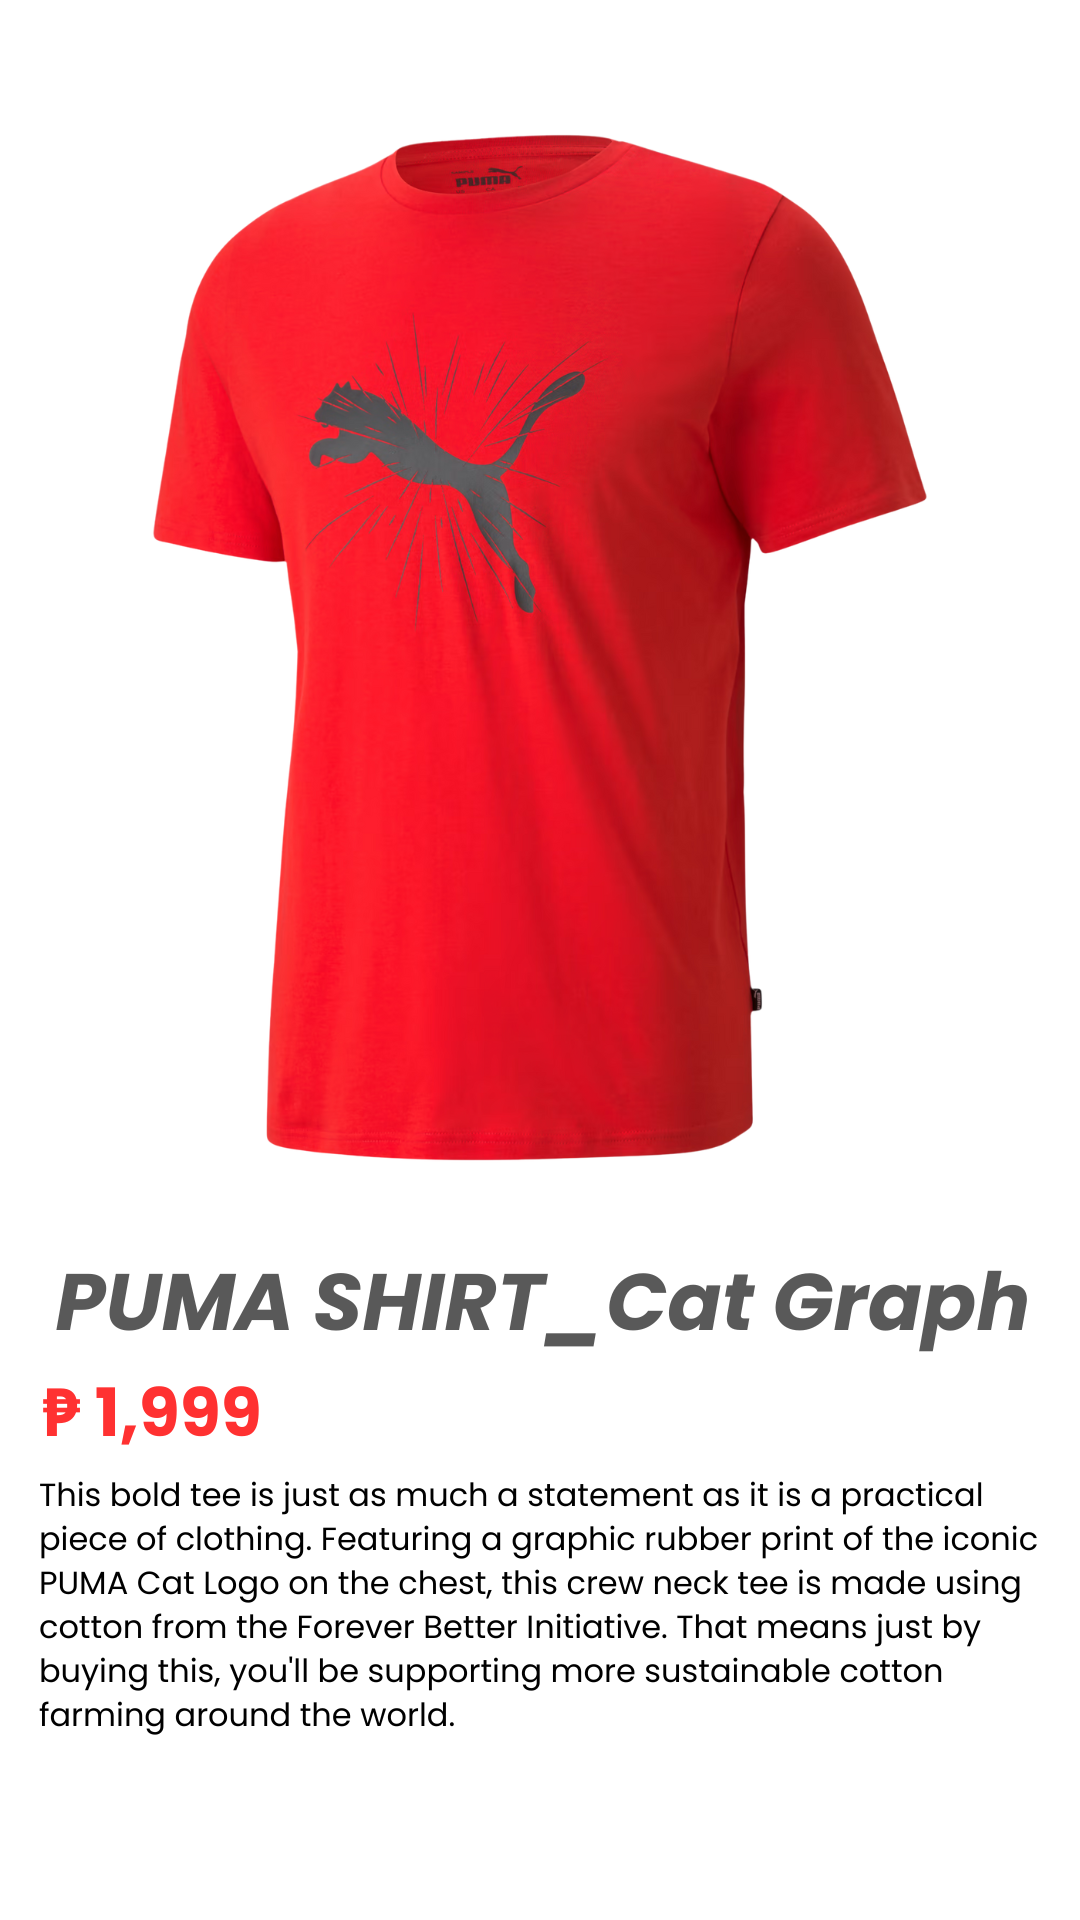 PUMA
PUMA SHIRT_Cat Graph
₱ 1,999
This bold tee is just as much a statement as it is a practical
piece of clothing. Featuring a graphic rubber print of the iconic
PUMA Cat Logo on the chest, this crew neck tee is made using
cotton from the Forever Better Initiative. That means just by
buying this, you'll be supporting more sustainable cotton
farming around the world.